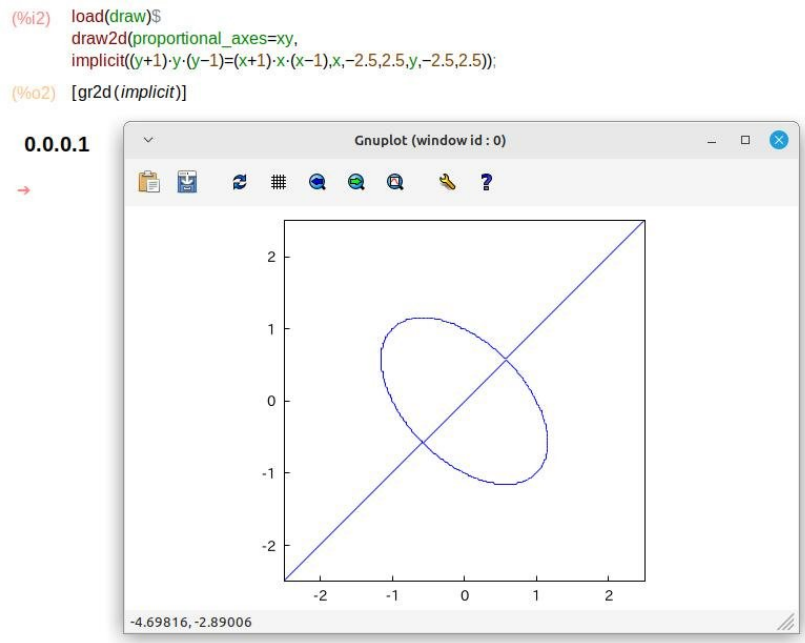 (%i2) load(draw)$
draw2d(proportional_axes=xy,
implicit((y+1)·y·(y−1)=(x+1)·x·(x−1),x,−2.5,2.5,y,−2.5,2.5));
(%o2) [gr2d(implicit)]
0.0.0.1
Gnuplot (window id : 0)
2
1
0
-1
-2
-2 -1 0 1 2
-4.69816, -2.89006